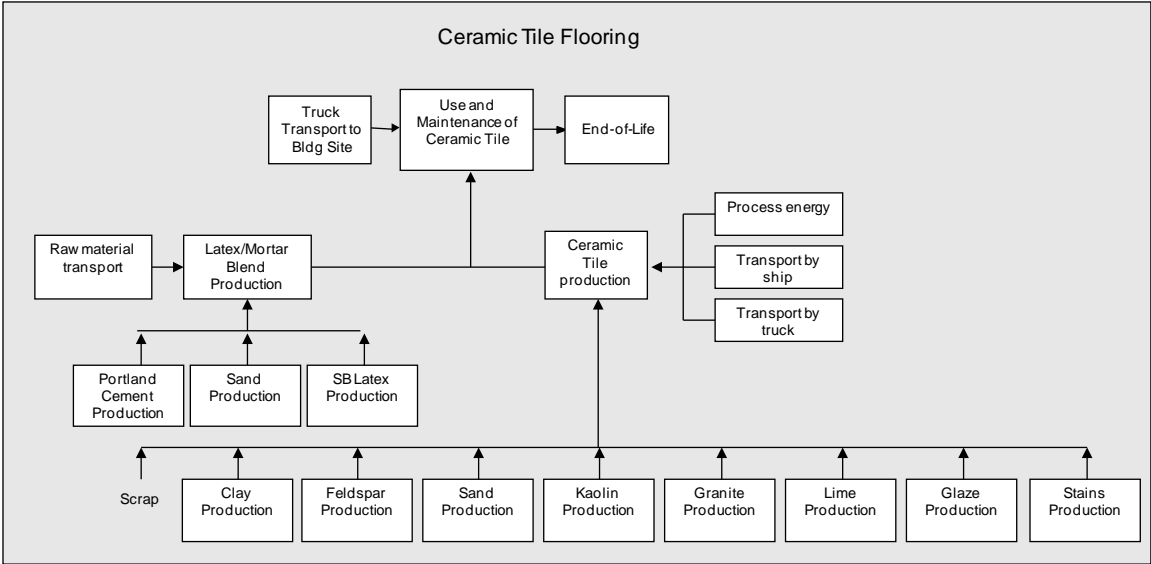 Ceramic Tile Flooring
Truck
Transport to
Bldg Site
Use and
Maintenance of
Ceramic Tile
End-of-Life
Raw material
transport
Latex/Mortar
Blend
Production
Ceramic
Tile
production
Process energy
Transport by
ship
Transport by
truck
Portland
Cement
Production
Sand
Production
SB Latex
Production
Scrap
Clay
Production
Feldspar
Production
Sand
Production
Kaolin
Production
Granite
Production
Lime
Production
Glaze
Production
Stains
Production